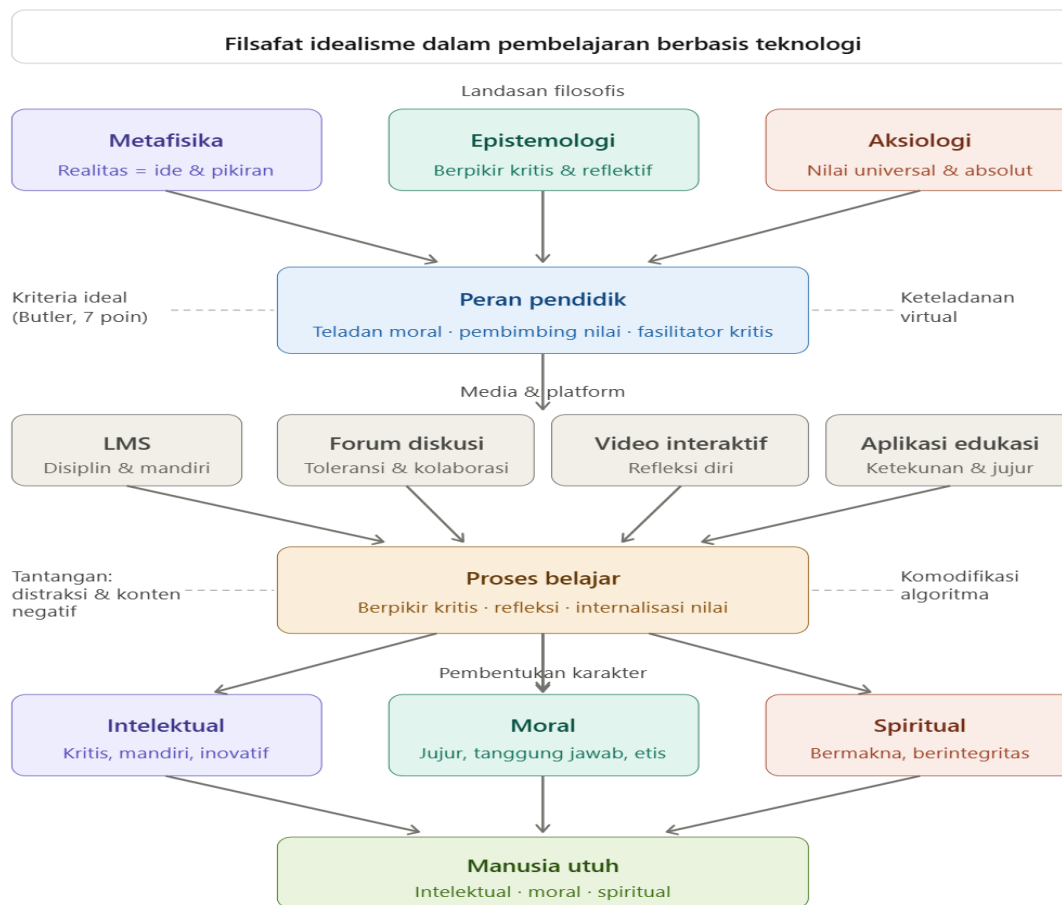 Filsafat idealisme dalam pembelajaran berbasis teknologi
Landasan filosofis
Metafisika
Realitas = ide & pikiran
Epistemologi
Berpikir kritis & reflektif
Aksiologi
Nilai universal & absolut
Kriteria ideal
(Butler, 7 poin)
Peran pendidik
Teladan moral · pembimbing nilai · fasilitator kritis
Keteladanan
virtual
Media & platform
LMS
Disiplin & mandiri
Forum diskusi
Toleransi & kolaborasi
Video interaktif
Refleksi diri
Aplikasi edukasi
Ketekunan & jujur
Tantangan:
distraksi & konten
negatif
Proses belajar
Berpikir kritis · refleksi · internalisasi nilai
Komodifikasi
algoritma
Pembentukan karakter
Intelektual
Kritis, mandiri, inovatif
Moral
Jujur, tanggung jawab, etis
Spiritual
Bermakna, berintegritas
Manusia utuh
Intelektual · moral · spiritual